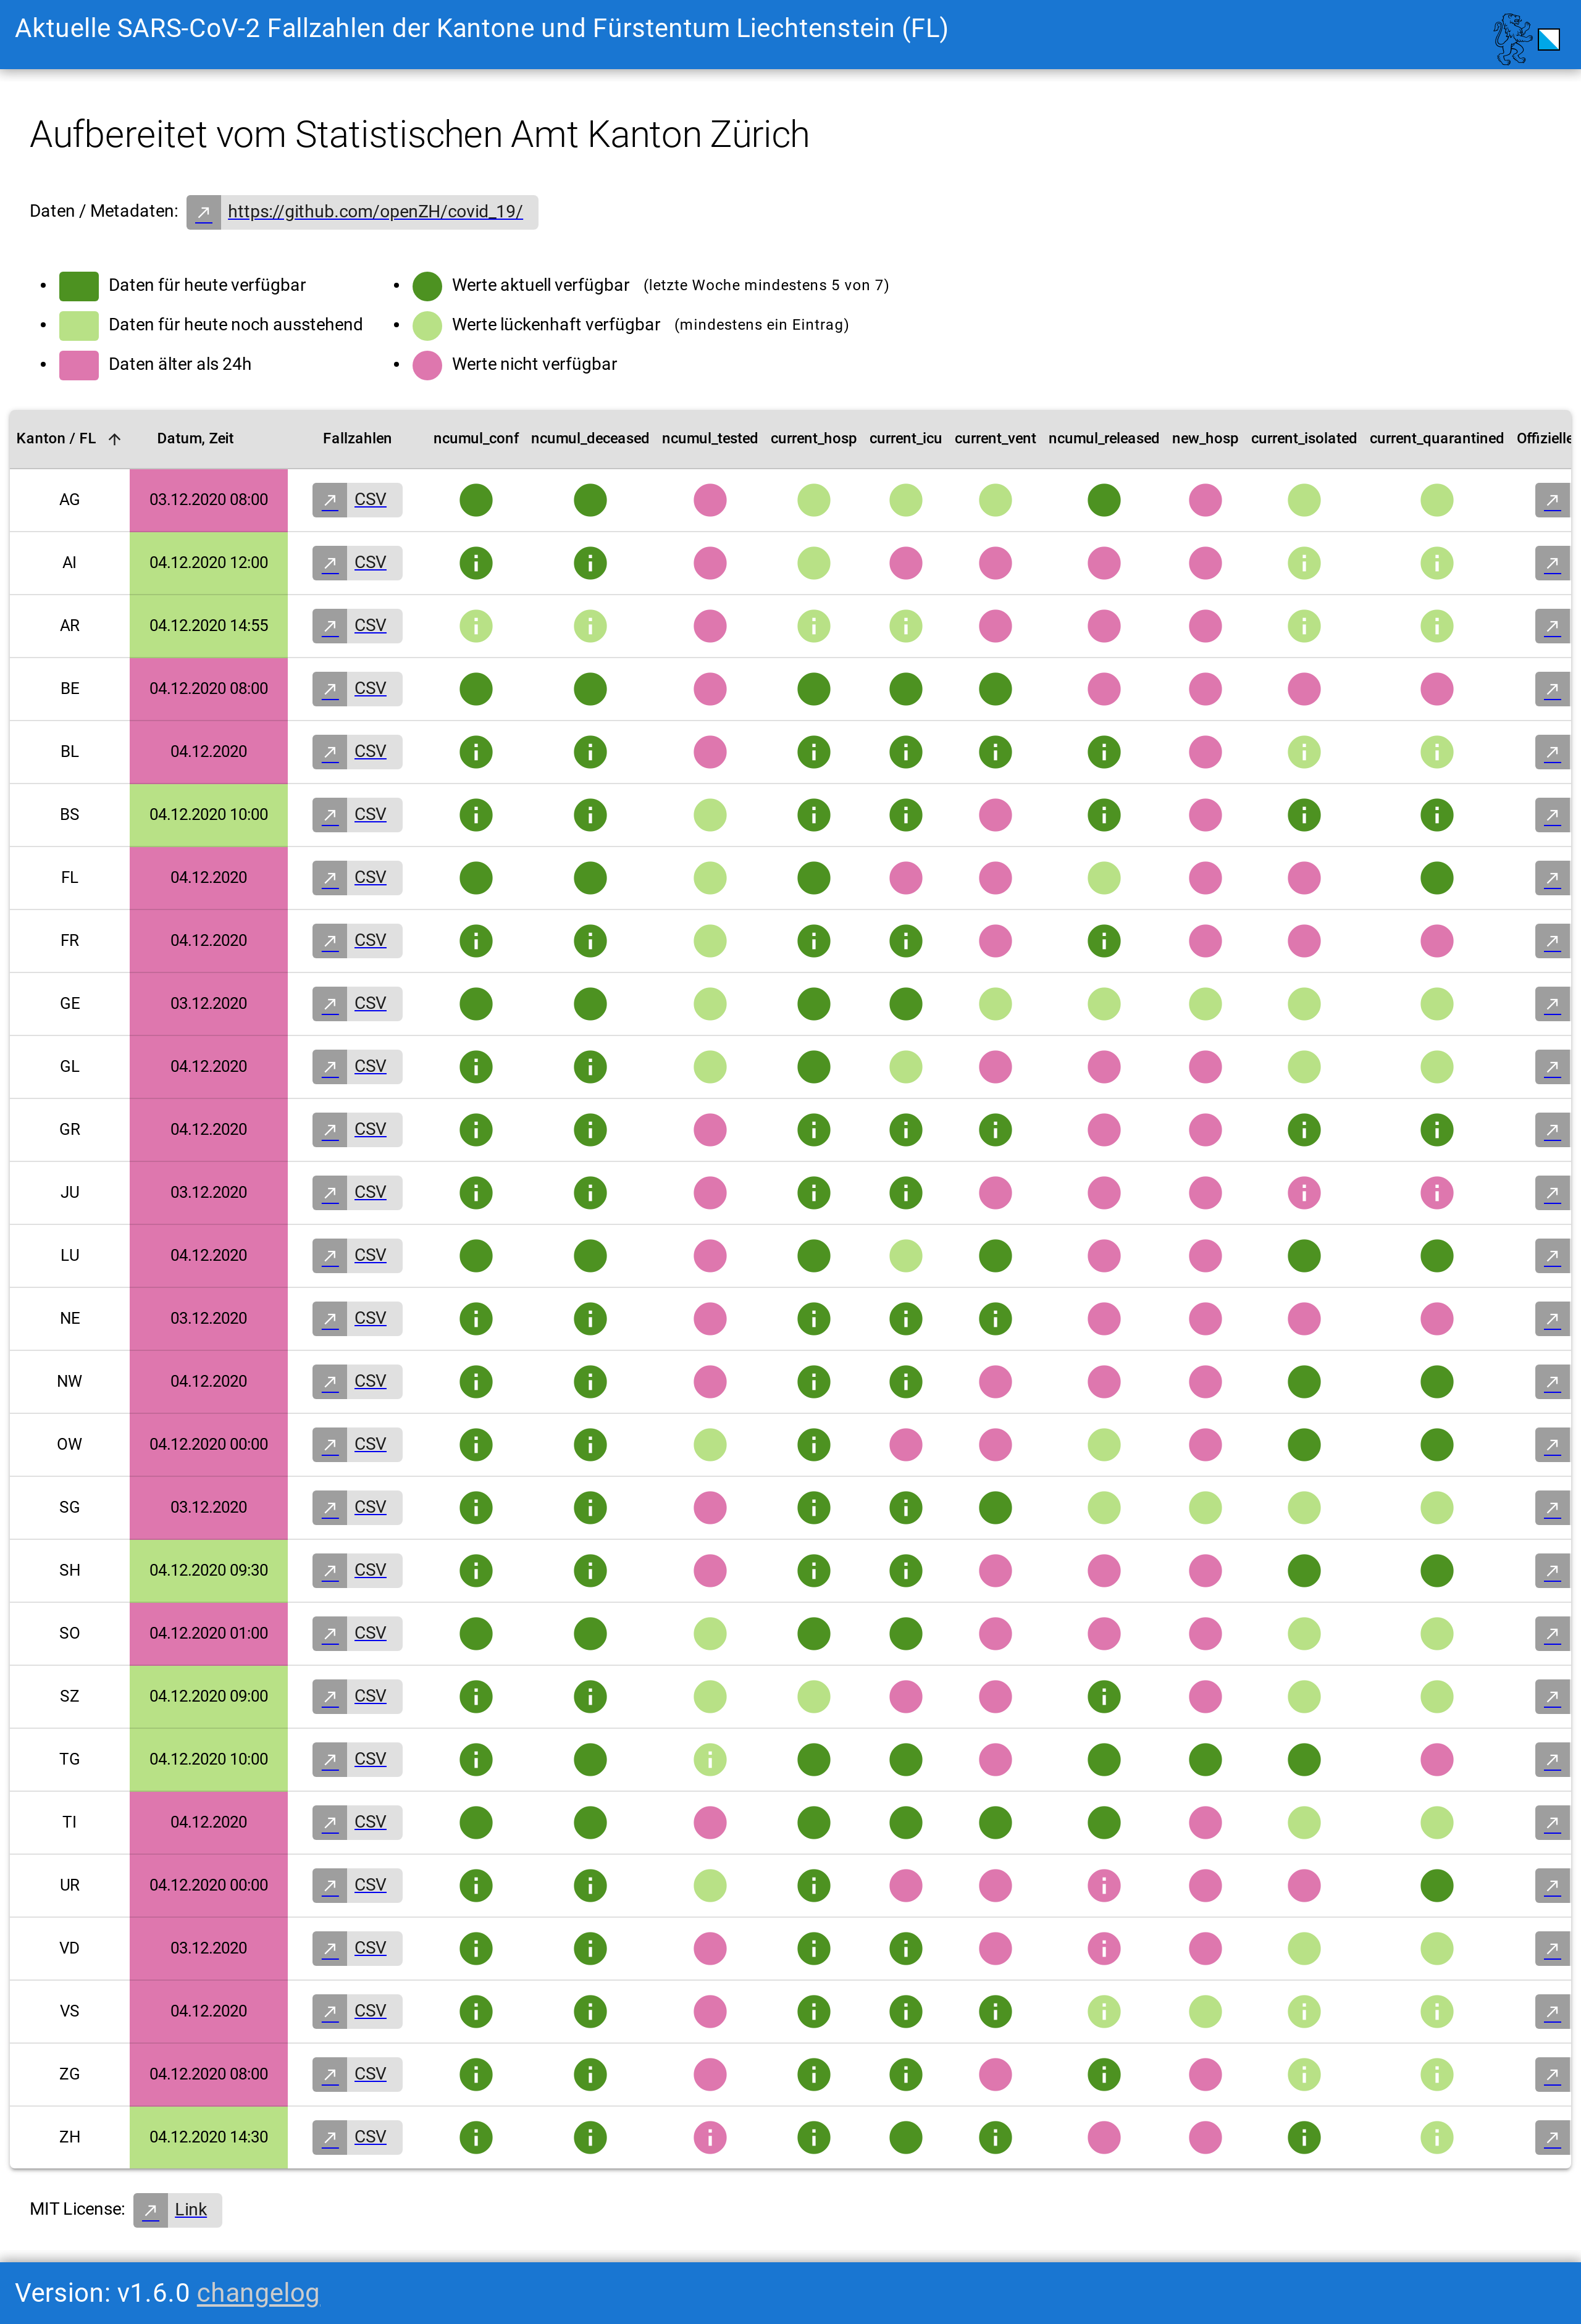 Aktuelle SARS-CoV-2 Fallzahlen der Kantone und Fürstentum Liechtenstein (FL)
Aufbereitet vom Statistischen Amt Kanton Zürich
Daten / Metadaten: https://github.com/openZH/covid_19/
Daten für heute verfügbar
Daten für heute noch ausstehend
Daten älter als 24h
Werte aktuell verfügbar (letzte Woche mindestens 5 von 7)
Werte lückenhaft verfügbar (mindestens ein Eintrag)
Werte nicht verfügbar
Kanton / FL Datum, Zeit Fallzahlen ncumul_conf ncumul_deceased ncumul_tested current_hosp current_icu current_vent ncumul_released new_hosp current_isolated current_quarantined Offizielle
AG 03.12.2020 08:00 CSV
AI 04.12.2020 12:00 CSV
AR 04.12.2020 14:55 CSV
BE 04.12.2020 08:00 CSV
BL 04.12.2020 CSV
BS 04.12.2020 10:00 CSV
FL 04.12.2020 CSV
FR 04.12.2020 CSV
GE 03.12.2020 CSV
GL 04.12.2020 CSV
GR 04.12.2020 CSV
JU 03.12.2020 CSV
LU 04.12.2020 CSV
NE 03.12.2020 CSV
NW 04.12.2020 CSV
OW 04.12.2020 00:00 CSV
SG 03.12.2020 CSV
SH 04.12.2020 09:30 CSV
SO 04.12.2020 01:00 CSV
SZ 04.12.2020 09:00 CSV
TG 04.12.2020 10:00 CSV
TI 04.12.2020 CSV
UR 04.12.2020 00:00 CSV
VD 03.12.2020 CSV
VS 04.12.2020 CSV
ZG 04.12.2020 08:00 CSV
ZH 04.12.2020 14:30 CSV
MIT License: Link
Version: v1.6.0 changelog